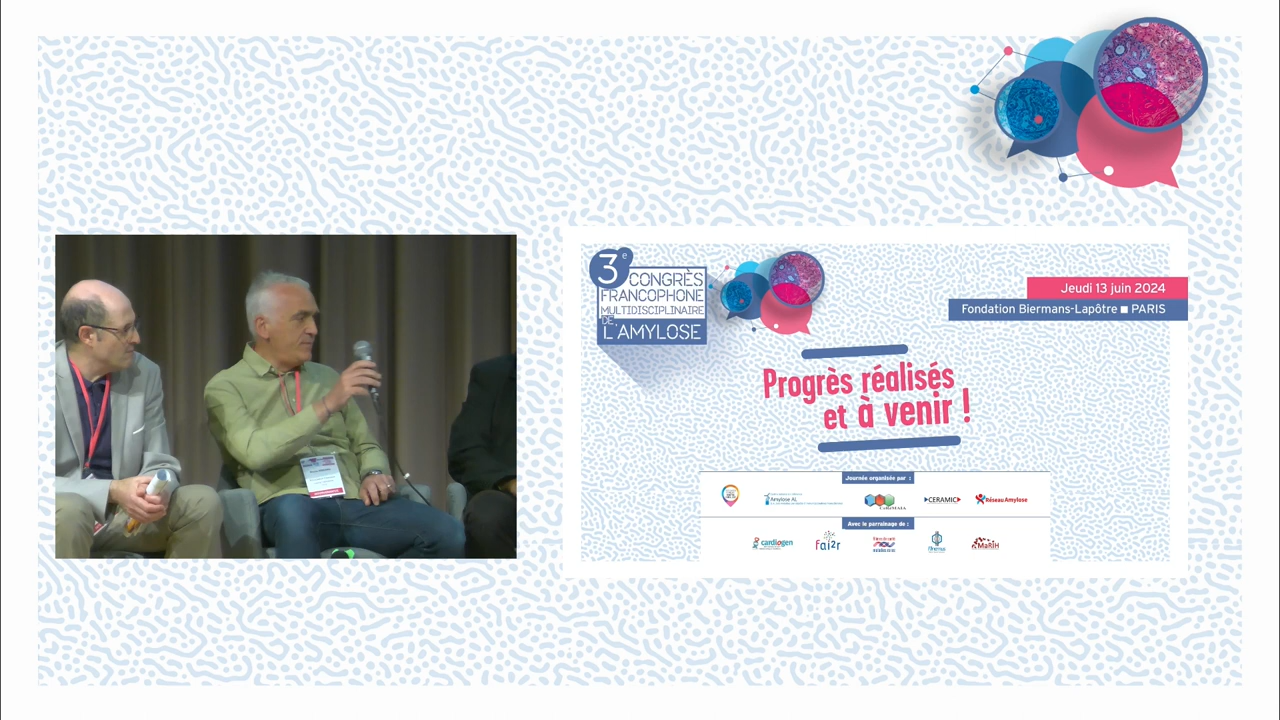 3e
CONGRÈS
FRANCOPHONE
MULTIDISCIPLINAIRE
DE
L'AMYLOSE
Jeudi 13 juin 2024
Fondation Biermans-Lapôtre ■ PARIS
Progrès réalisés
et à venir !
Journée organisée par :
Amylose AL
CERAMIC
Réseau Amylose
Avec le parrainage de :
cardiogen
fai2r
filnemus
MaRIH